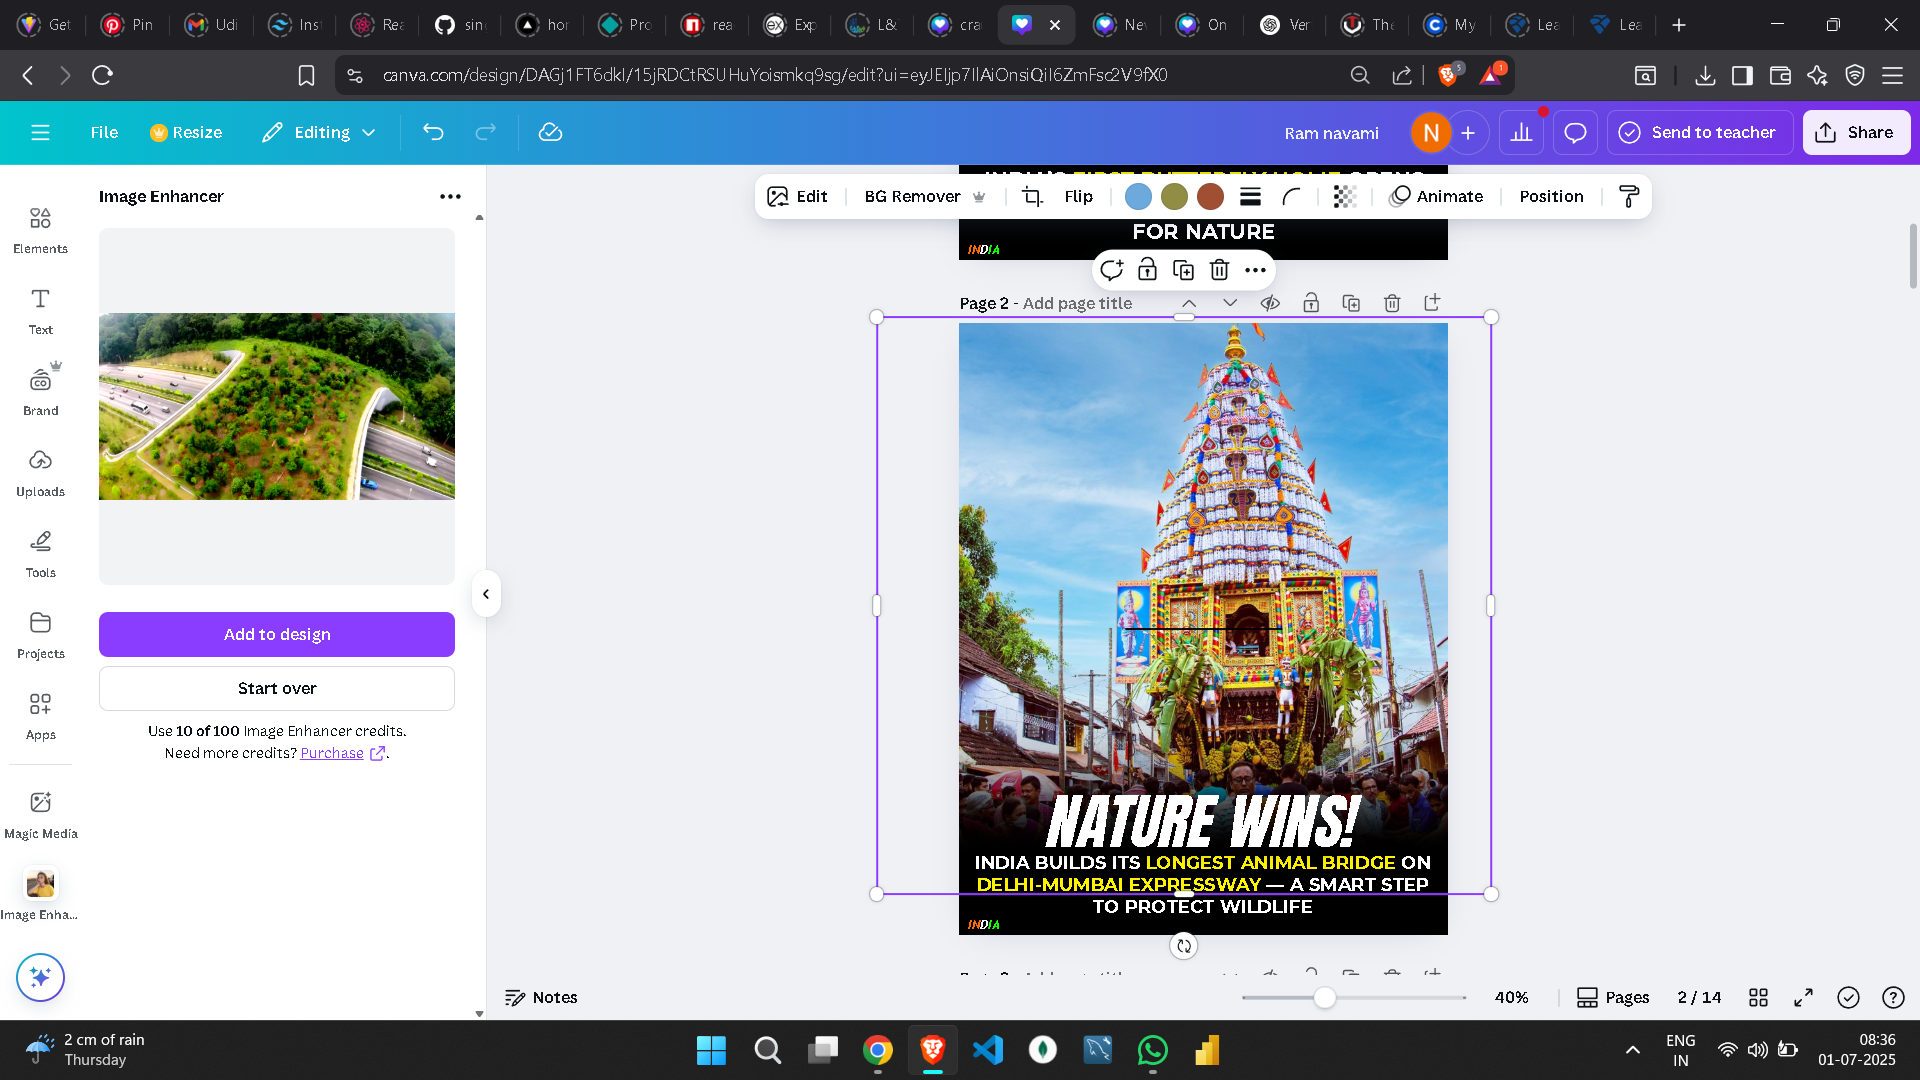 Get
Pin
Udi
Inst
Rea
sin
hor
Pro
rea
Exp
L&
cra
Nev
On
Ver
The
My
Lea
Lea
canva.com/design/DAGj1FT6dkI/15jRDCtRSUHuYoismkq9sg/edit?ui=eyJEIjp7IlAiOnsiQiI6ZmFsc2V9fX0
5
1
File
Resize
Editing
Ram navami
N
Send to teacher
Share
Image Enhancer
Elements
Text
Brand
Uploads
Tools
Projects
Apps
Magic Media
Image Enha...
Add to design
Start over
Use 10 of 100 Image Enhancer credits.
Need more credits? Purchase .
Edit
BG Remover
Flip
Animate
Position
FOR NATURE
INDIA
Page 2 - Add page title
NATURE WINS!
INDIA BUILDS ITS LONGEST ANIMAL BRIDGE ON
DELHI-MUMBAI EXPRESSWAY — A SMART STEP
TO PROTECT WILDLIFE
INDIA
Notes
40%
Pages
2 / 14
2 cm of rain
Thursday
ENG
IN
08:36
01-07-2025